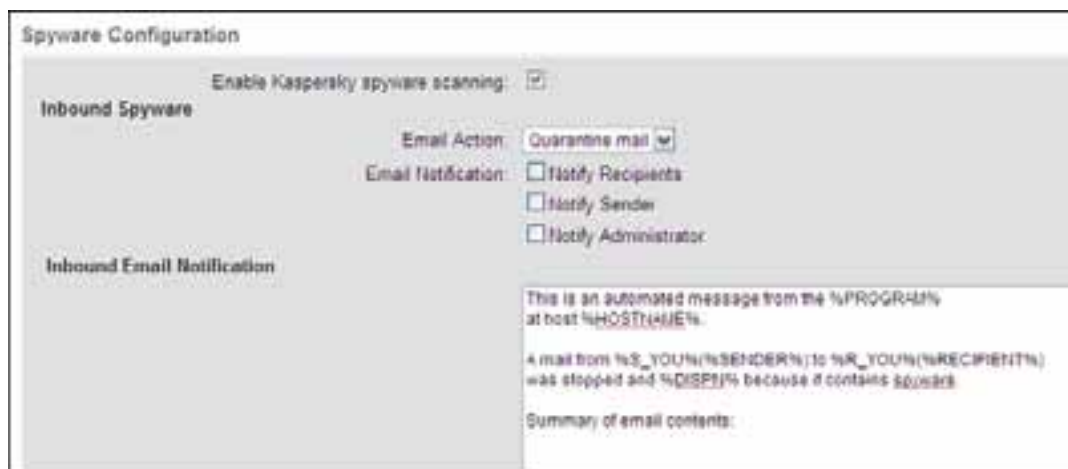 Spyware Configuration
Enable Kaspersky spyware scanning:
Inbound Spyware
Email Action: Quarantine mail
Email Notification: Notify Recipients
Notify Sender
Notify Administrator
Inbound Email Notification
This is an automated message from the %PROGRAM%
at host %HOSTNAME%.
A mail from %S_YOU%(%SENDER%) to %R_YOU%(%RECIPIENT%)
was stopped and %DISPN% because it contains spyware.
Summary of email contents: